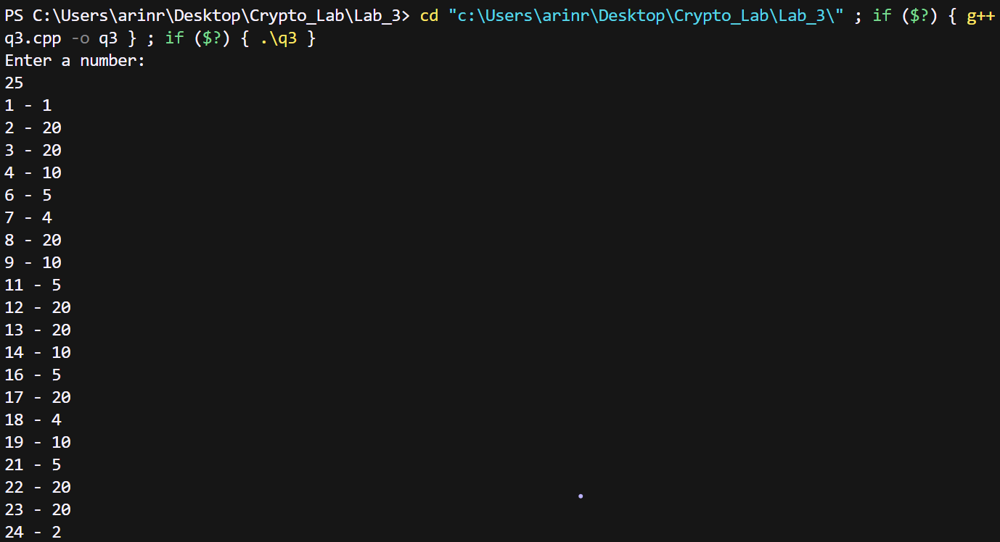 PS C:\Users\arinr\Desktop\Crypto_Lab\Lab_3> cd "c:\Users\arinr\Desktop\Crypto_Lab\Lab_3\" ; if ($?) { g++
q3.cpp -o q3 } ; if ($?) { .\q3 }
Enter a number:
25
1 - 1
2 - 20
3 - 20
4 - 10
6 - 5
7 - 4
8 - 20
9 - 10
11 - 5
12 - 20
13 - 20
14 - 10
16 - 5
17 - 20
18 - 4
19 - 10
21 - 5
22 - 20
23 - 20
24 - 2